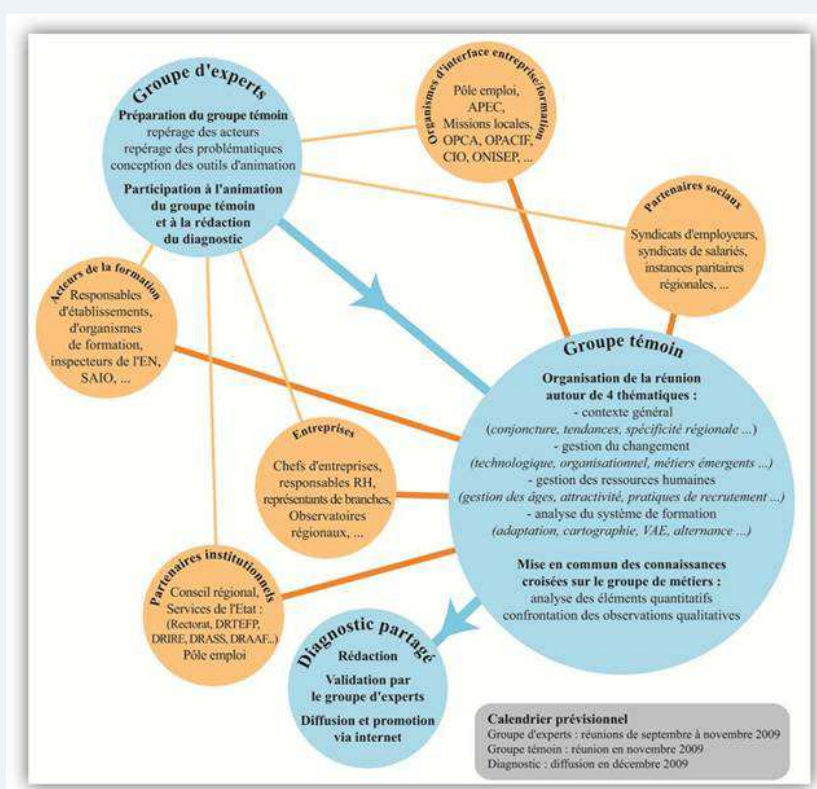 Groupe d'experts
Préparation du groupe témoin
repérage des acteurs
repérage des problématiques
conception des outils d'animation
Participation à l'animation
du groupe témoin
et à la rédaction
du diagnostic
Organismes d'interface entreprise/formation
Pôle emploi,
APEC,
Missions locales,
OPCA, OPACIF,
CIO, ONISEP, ...
Partenaires sociaux
Syndicats d'employeurs,
syndicats de salariés,
instances paritaires
régionales, ...
Acteurs de la formation
Responsables
d'établissements,
d'organismes
de formation,
inspecteurs de l'EN,
SAIO, ...
Groupe témoin
Organisation de la réunion
autour de 4 thématiques :
- contexte général
(conjoncture, tendances, spécificité régionale ...)
- gestion du changement
(technologique, organisationnel, métiers émergents ...)
- gestion des ressources humaines
(gestion des âges, attractivité, pratiques de recrutement ...)
- analyse du système de formation
(adaptation, cartographie, VAE, alternance ...)
Mise en commun des connaissances
croisées sur le groupe de métiers :
analyse des éléments quantitatifs
confrontation des observations qualitatives
Entreprises
Chefs d'entreprises,
responsables RH,
représentants de branches,
Observatoires
régionaux, ...
Partenaires institutionnels
Conseil régional,
Services de l'Etat :
(Rectorat, DRTEFP,
DRIRE, DRASS, DRAAF...)
Pôle emploi
Diagnostic partagé
Rédaction
Validation par
le groupe d'experts
Diffusion et promotion
via internet
Calendrier prévisionnel
Groupe d'experts : réunions de septembre à novembre 2009
Groupe témoin : réunion en novembre 2009
Diagnostic : diffusion en décembre 2009